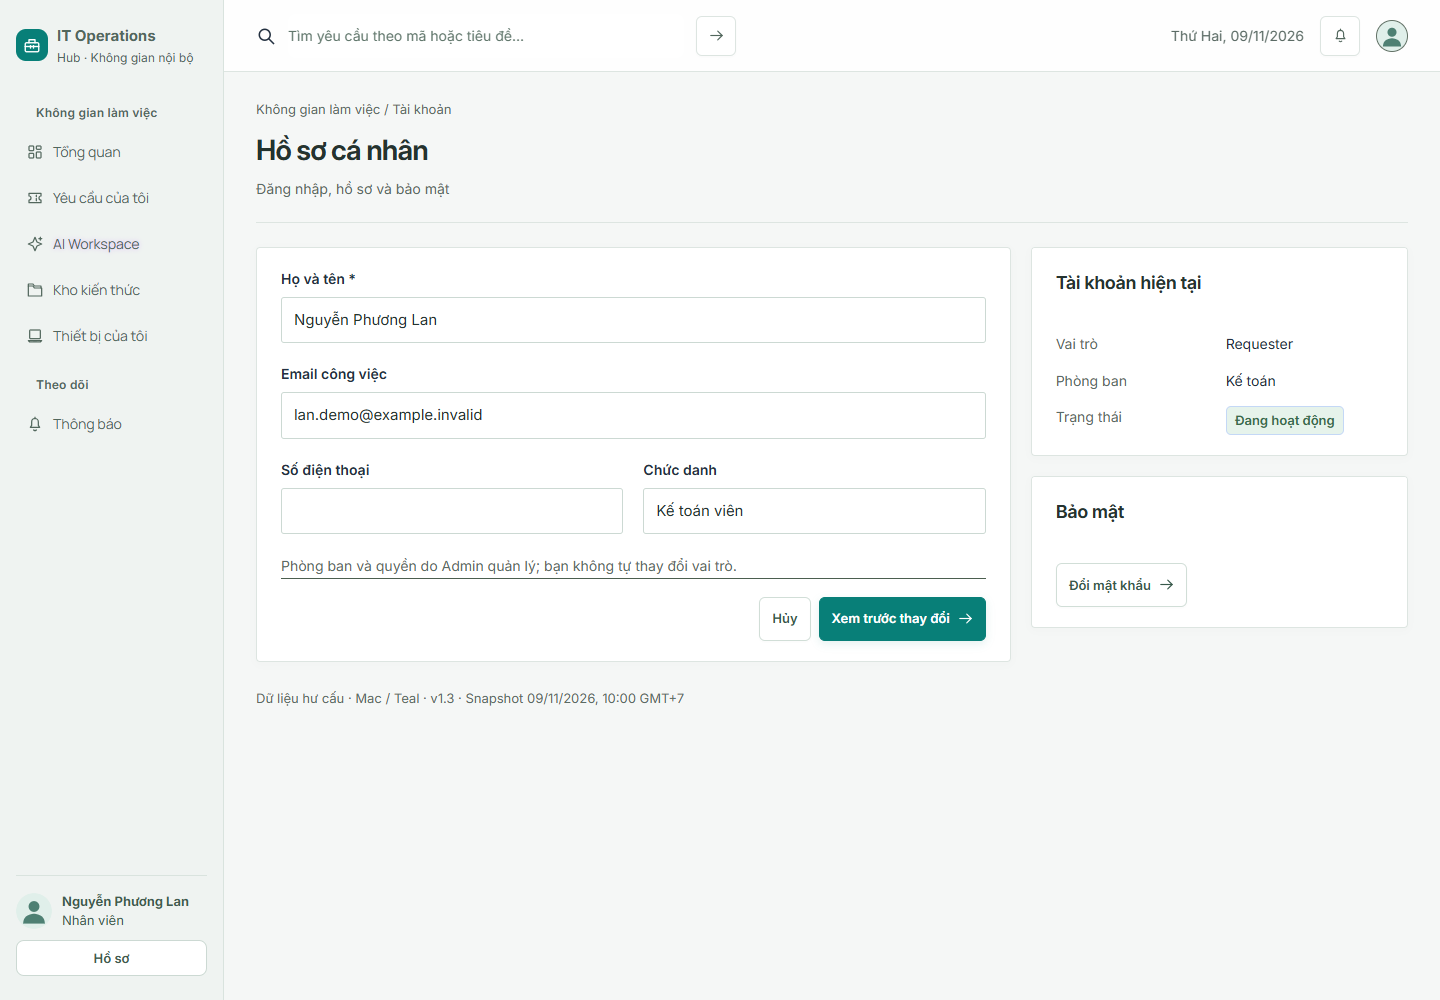 IT Operations
Hub · Không gian nội bộ
Không gian làm việc
Tổng quan
Yêu cầu của tôi
AI Workspace
Kho kiến thức
Thiết bị của tôi
Theo dõi
Thông báo
Nguyễn Phương Lan
Nhân viên
Hồ sơ
Tìm yêu cầu theo mã hoặc tiêu đề...
Thứ Hai, 09/11/2026
Không gian làm việc / Tài khoản
Hồ sơ cá nhân
Đăng nhập, hồ sơ và bảo mật
Họ và tên *
Nguyễn Phương Lan
Email công việc
lan.demo@example.invalid
Số điện thoại
Chức danh
Kế toán viên
Phòng ban và quyền do Admin quản lý; bạn không tự thay đổi vai trò.
Hủy
Xem trước thay đổi
Tài khoản hiện tại
Vai trò
Requester
Phòng ban
Kế toán
Trạng thái
Đang hoạt động
Bảo mật
Đổi mật khẩu
Dữ liệu hư cấu · Mac / Teal · v1.3 · Snapshot 09/11/2026, 10:00 GMT+7